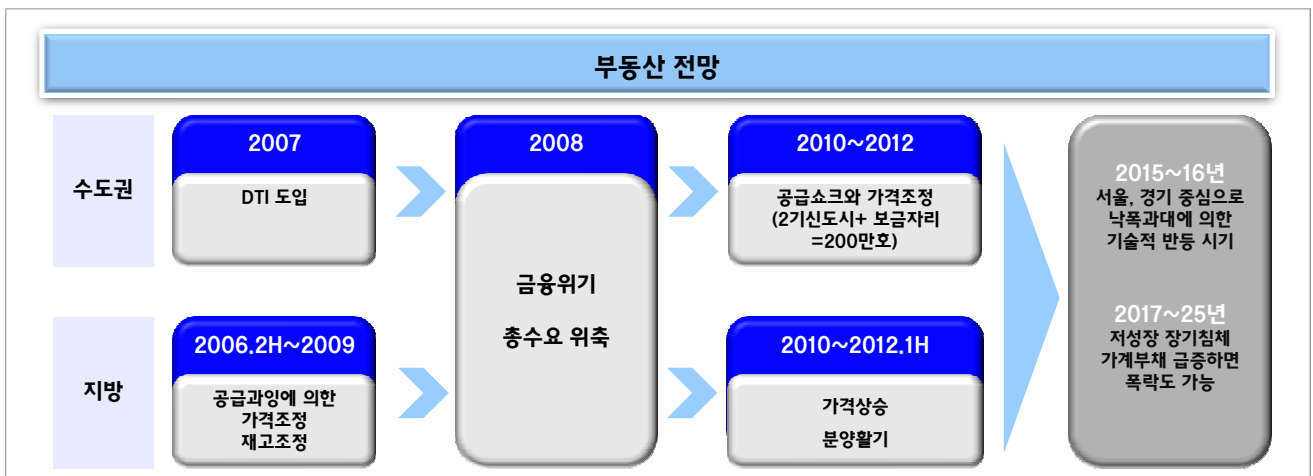 부동산 전망
수도권
2007
DTI 도입
2008
금융위기
총수요 위축
2010~2012
공급쇼크와 가격조정
(2기신도시+ 보금자리
=200만호)
지방
2006.2H~2009
공급과잉에 의한
가격조정
재고조정
2010~2012.1H
가격상승
분양활기
2015~16년
서울, 경기 중심으로
낙폭과대에 의한
기술적 반등 시기
2017~25년
저성장 장기침체
가계부채 급증하면
폭락도 가능